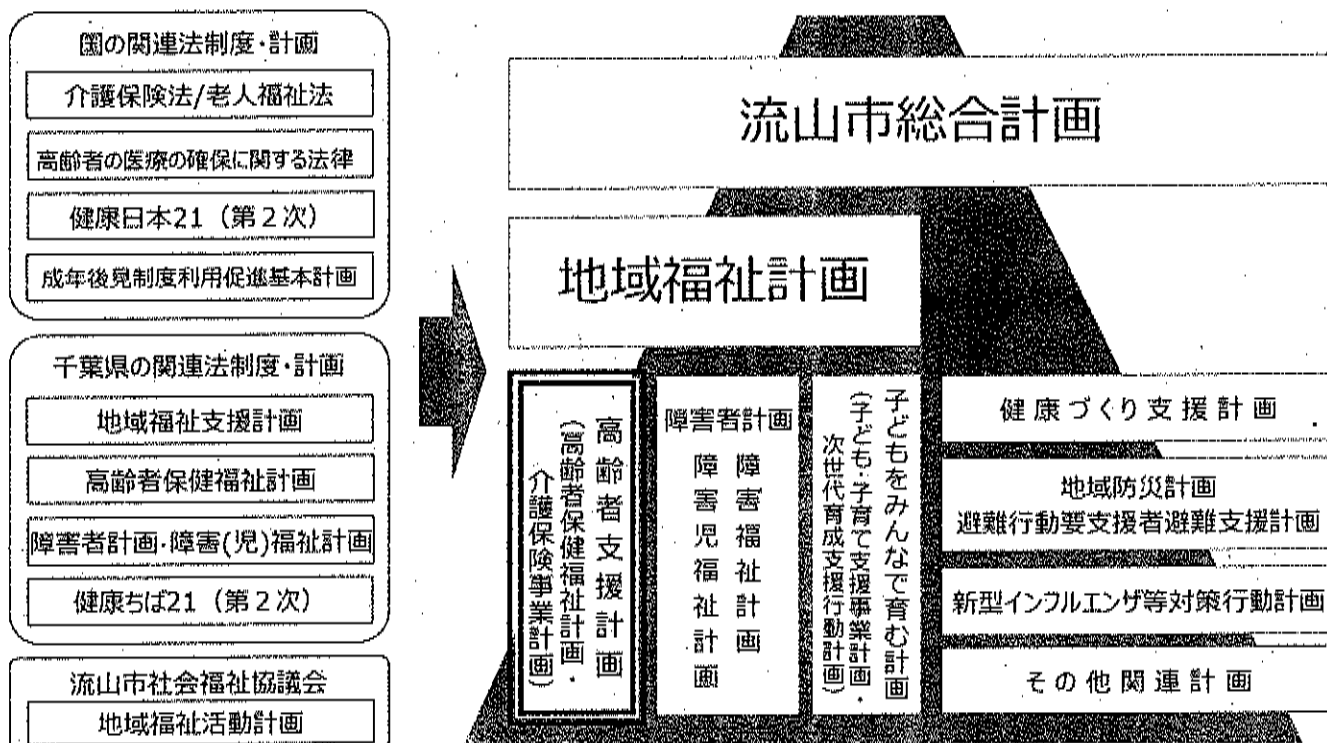 国の関連法制度・計画
介護保険法/老人福祉法
高齢者の医療の確保に関する法律
健康日本21（第２次）
成年後見制度利用促進基本計画
千葉県の関連法制度・計画
地域福祉支援計画
高齢者保健福祉計画
障害者計画・障害(児)福祉計画
健康ちば21（第２次）
流山市社会福祉協議会
地域福祉活動計画
流山市総合計画
地域福祉計画
高齢者支援計画
（高齢者保健福祉計画・
介護保険事業計画）
障害者計画
障害福祉計画
障害児福祉計画
子どもをみんなで育む計画
（子ども・子育て支援事業計画・
次世代育成支援行動計画）
健康づくり支援計画
地域防災計画
避難行動要支援者避難支援計画
新型インフルエンザ等対策行動計画
その他関連計画